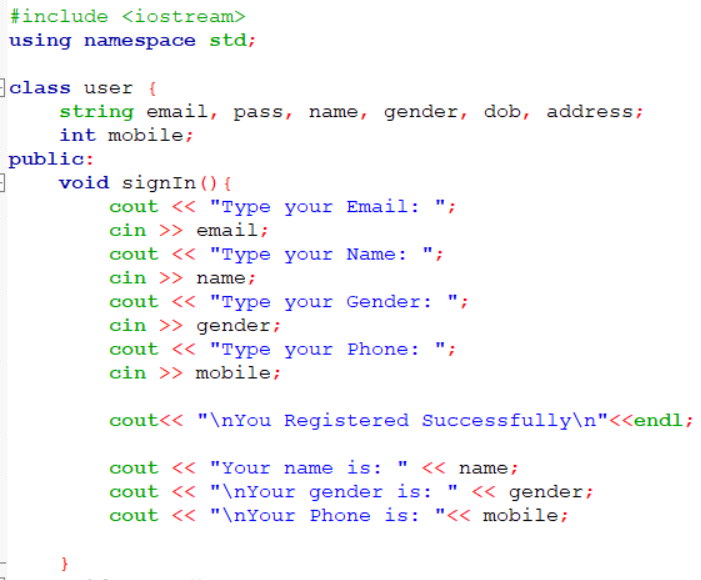 #include <iostream>
using namespace std;
class user {
string email, pass, name, gender, dob, address;
int mobile;
public:
void signIn(){
cout << "Type your Email: ";
cin >> email;
cout << "Type your Name: ";
cin >> name;
cout << "Type your Gender: ";
cin >> gender;
cout << "Type your Phone: ";
cin >> mobile;
cout<< "\nYou Registered Successfully\n"<<endl;
cout << "Your name is: " << name;
cout << "\nYour gender is: " << gender;
cout << "\nYour Phone is: "<< mobile;
}